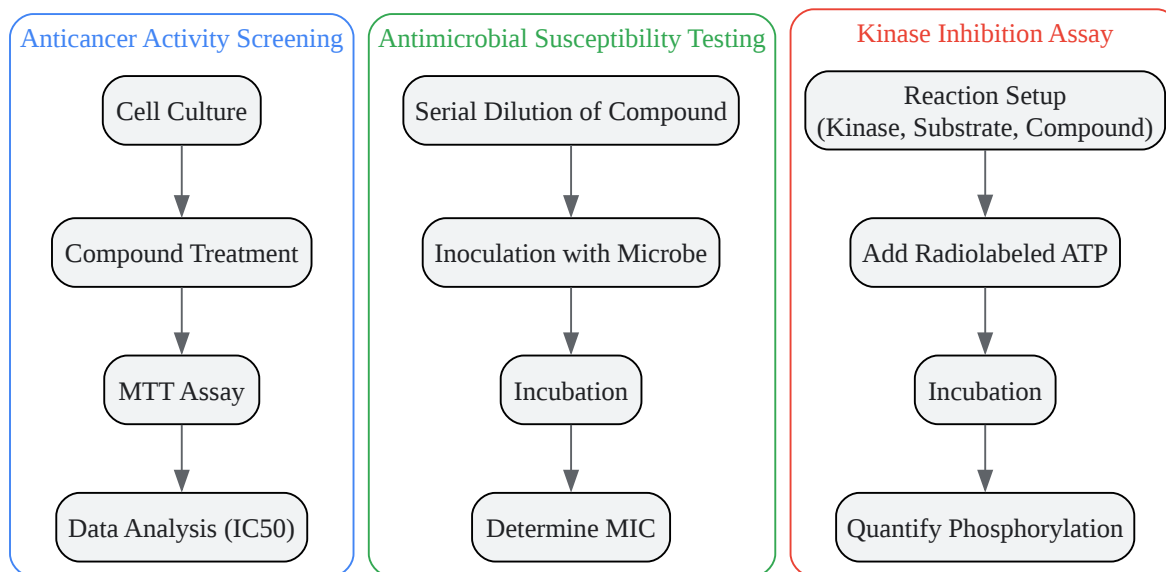 Anticancer Activity Screening
Cell Culture
Compound Treatment
MTT Assay
Data Analysis (IC50)
Antimicrobial Susceptibility Testing
Serial Dilution of Compound
Inoculation with Microbe
Incubation
Determine MIC
Kinase Inhibition Assay
Reaction Setup
(Kinase, Substrate, Compound)
Add Radiolabeled ATP
Incubation
Quantify Phosphorylation